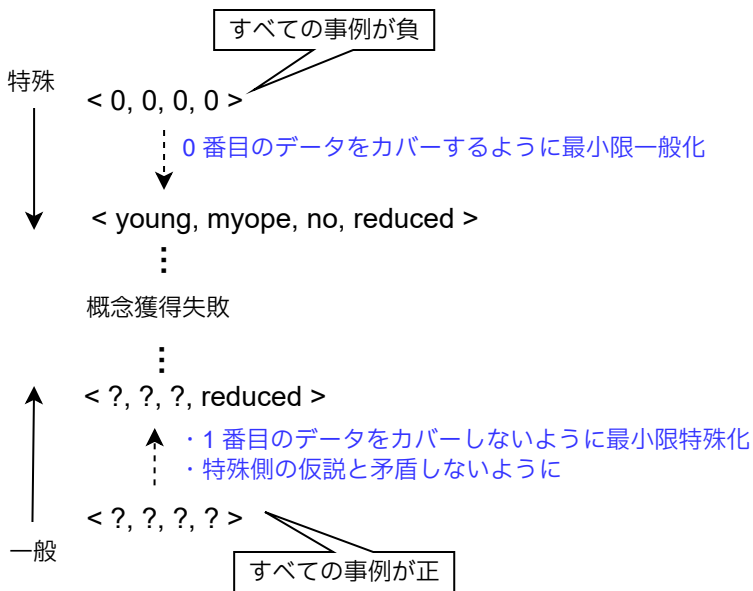 すべての事例が負
特殊
< 0, 0, 0, 0 >
0 番目のデータをカバーするように最小限一般化
< young, myope, no, reduced >
⋮
概念獲得失敗
⋮
< ?, ?, ?, reduced >
・1 番目のデータをカバーしないように最小限特殊化
・特殊側の仮説と矛盾しないように
< ?, ?, ?, ? >
一般
すべての事例が正